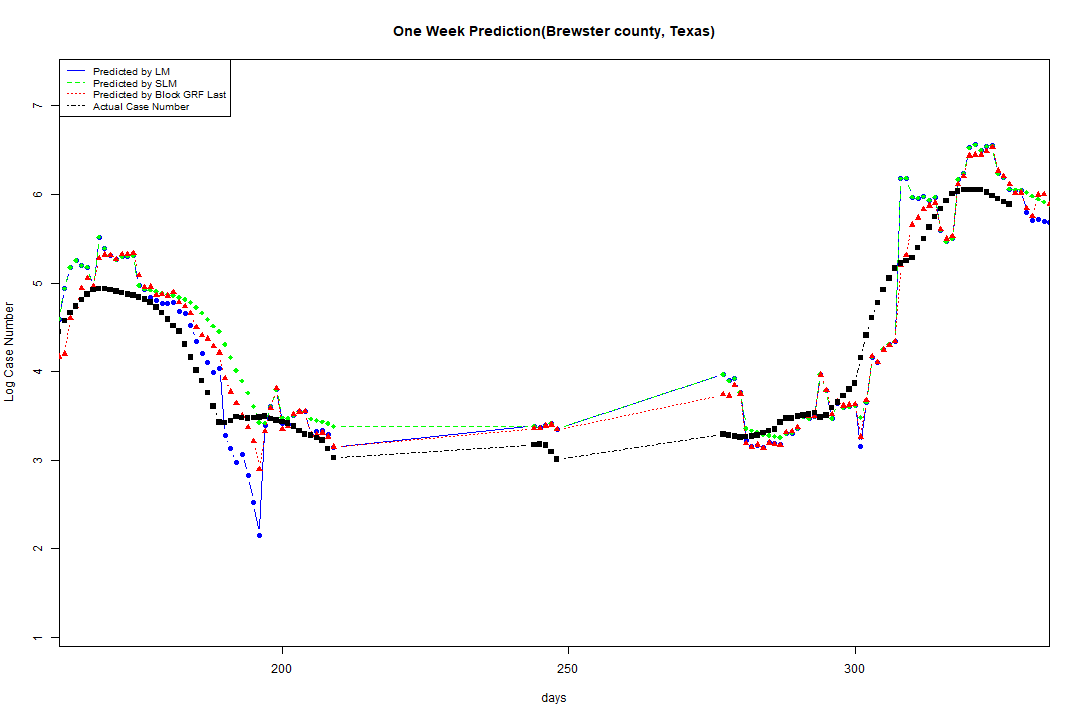 One Week Prediction(Brewster county, Texas)
Predicted by LM
Predicted by SLM
Predicted by Block GRF Last
Actual Case Number
7
6
5
4
3
2
1
Log Case Number
200 250 300
days